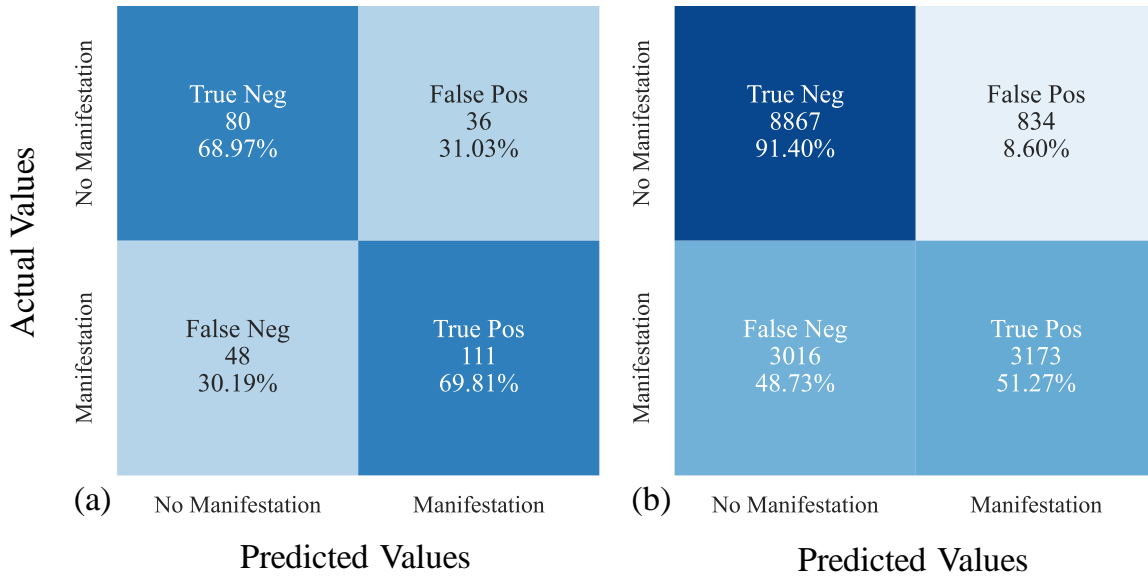 Actual Values
No Manifestation
Manifestation
True Neg
80
68.97%
False Pos
36
31.03%
False Neg
48
30.19%
True Pos
111
69.81%
(a)
No Manifestation
Manifestation
Predicted Values
No Manifestation
Manifestation
True Neg
8867
91.40%
False Pos
834
8.60%
False Neg
3016
48.73%
True Pos
3173
51.27%
(b)
No Manifestation
Manifestation
Predicted Values